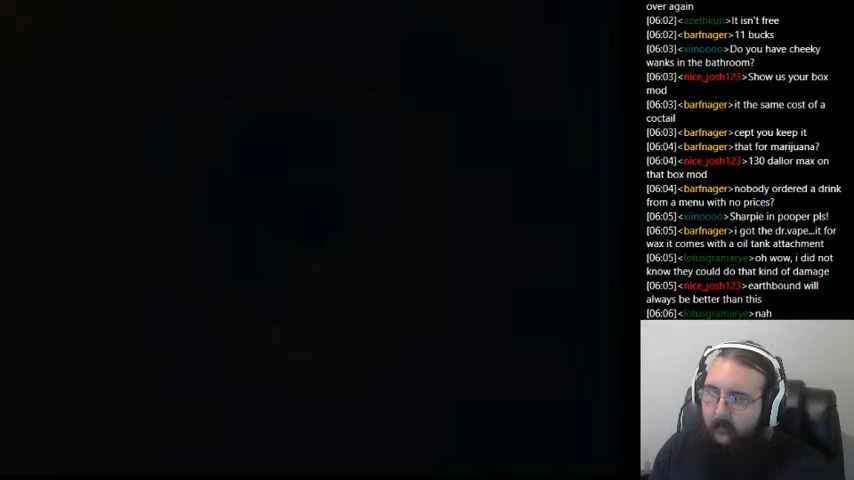 over again
[06:02]<azethkun>It isn't free
[06:02]<barfnager>11 bucks
[06:03]<xiinoooo>Do you have cheeky
wanks in the bathroom?
[06:03]<nice_josh123>Show us your box
mod
[06:03]<barfnager>it the same cost of a
coctail
[06:03]<barfnager>cept you keep it
[06:04]<barfnager>that for marijuana?
[06:04]<nice_josh123>130 dallor max on
that box mod
[06:04]<barfnager>nobody ordered a drink
from a menu with no prices?
[06:05]<xiinoooo>Sharpie in pooper pls!
[06:05]<barfnager>i got the dr.vape...it for
wax it comes with a oil tank attachment
[06:05]<lotusgramarye>oh wow, i did not
know they could do that kind of damage
[06:05]<nice_josh123>earthbound will
always be better than this
[06:06]<lotusgramarye>nah